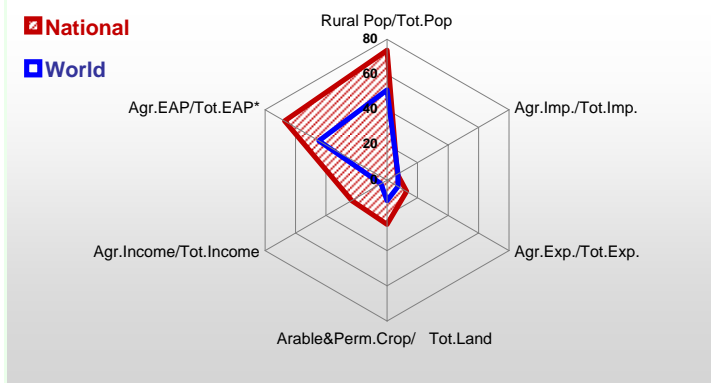 National
World
Rural Pop/Tot.Pop
80
60
40
20
0
Agr.Imp./Tot.Imp.
Agr.Exp./Tot.Exp.
Arable&Perm.Crop/ Tot.Land
Agr.Income/Tot.Income
Agr.EAP/Tot.EAP*